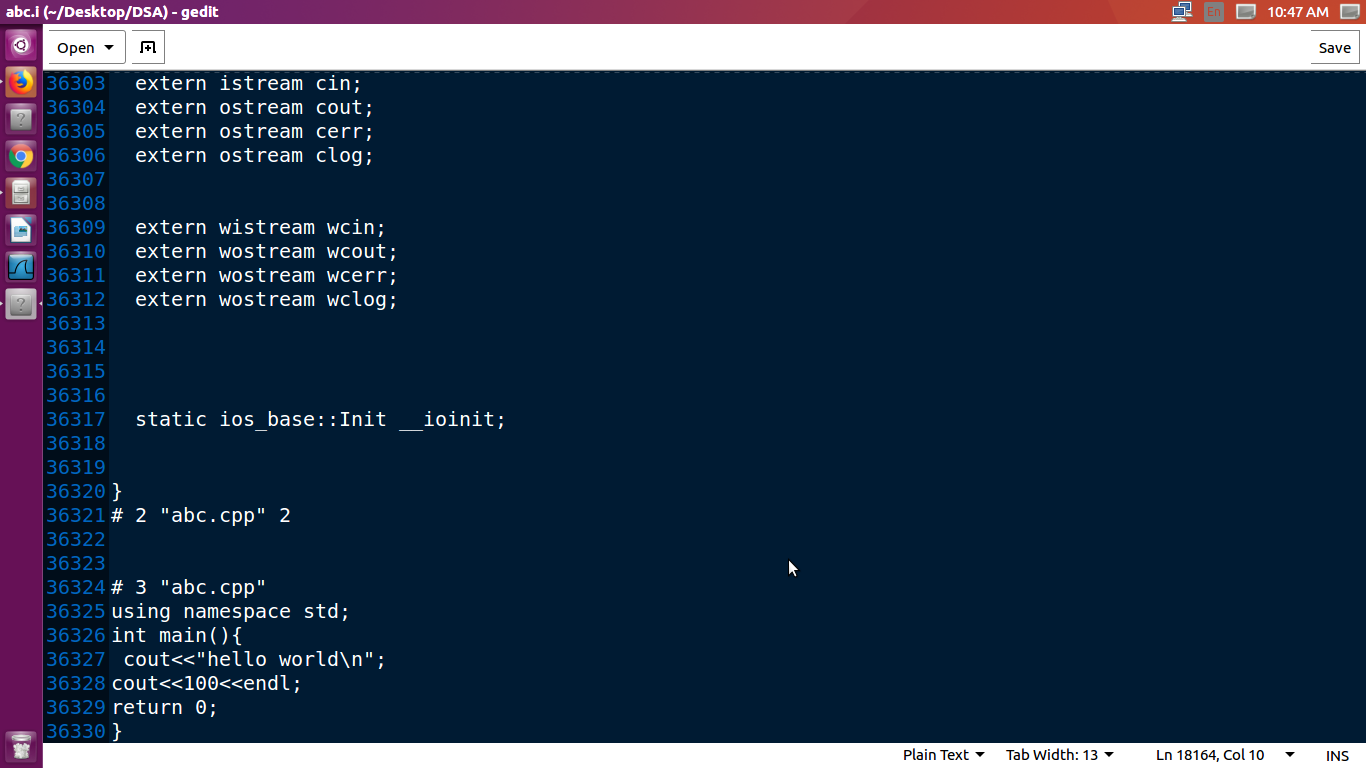 abc.i (~/Desktop/DSA) - gedit
En
10:47 AM
Open
Save
36303   extern istream cin;
36304   extern ostream cout;
36305   extern ostream cerr;
36306   extern ostream clog;
36307
36308
36309   extern wistream wcin;
36310   extern wostream wcout;
36311   extern wostream wcerr;
36312   extern wostream wclog;
36313
36314
36315
36316
36317   static ios_base::Init __ioinit;
36318
36319
36320 }
36321 # 2 "abc.cpp" 2
36322
36323
36324 # 3 "abc.cpp"
36325 using namespace std;
36326 int main(){
36327  cout<<"hello world\n";
36328 cout<<100<<endl;
36329 return 0;
36330 }
Plain Text
Tab Width: 13
Ln 18164, Col 10
INS